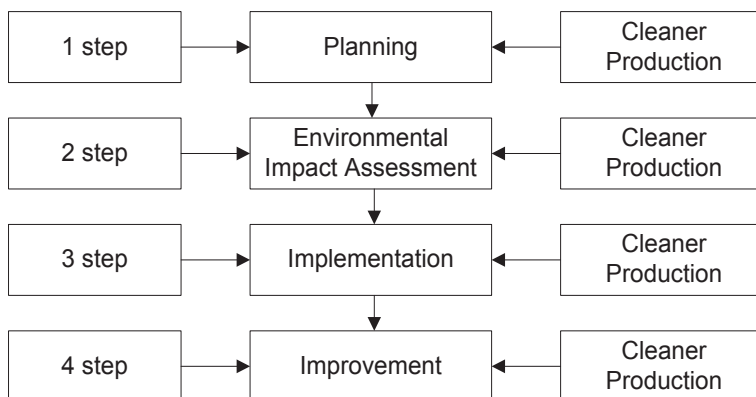 1 step
Planning
Cleaner
Production
2 step
Environmental
Impact Assessment
Cleaner
Production
3 step
Implementation
Cleaner
Production
4 step
Improvement
Cleaner
Production